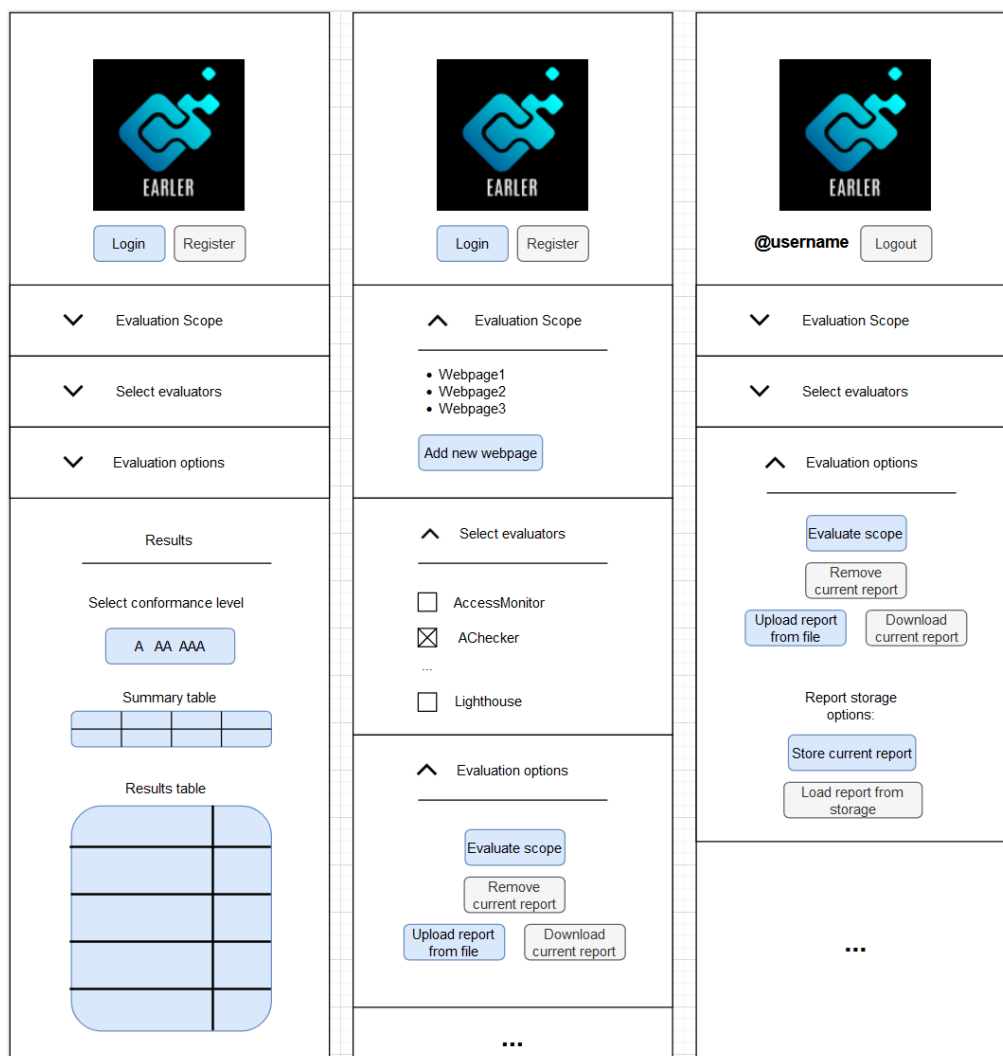 EARLER
Login Register
Evaluation Scope
Select evaluators
Evaluation options
Results
Select conformance level
A AA AAA
Summary table
Results table
EARLER
Login Register
Evaluation Scope
Webpage1
Webpage2
Webpage3
Add new webpage
Select evaluators
AccessMonitor
AChecker
...
Lighthouse
Evaluation options
Evaluate scope
Remove
current report
Upload report
from file
Download
current report
...
EARLER
@username Logout
Evaluation Scope
Select evaluators
Evaluation options
Evaluate scope
Remove
current report
Upload report
from file
Download
current report
Report storage
options:
Store current report
Load report from
storage
...